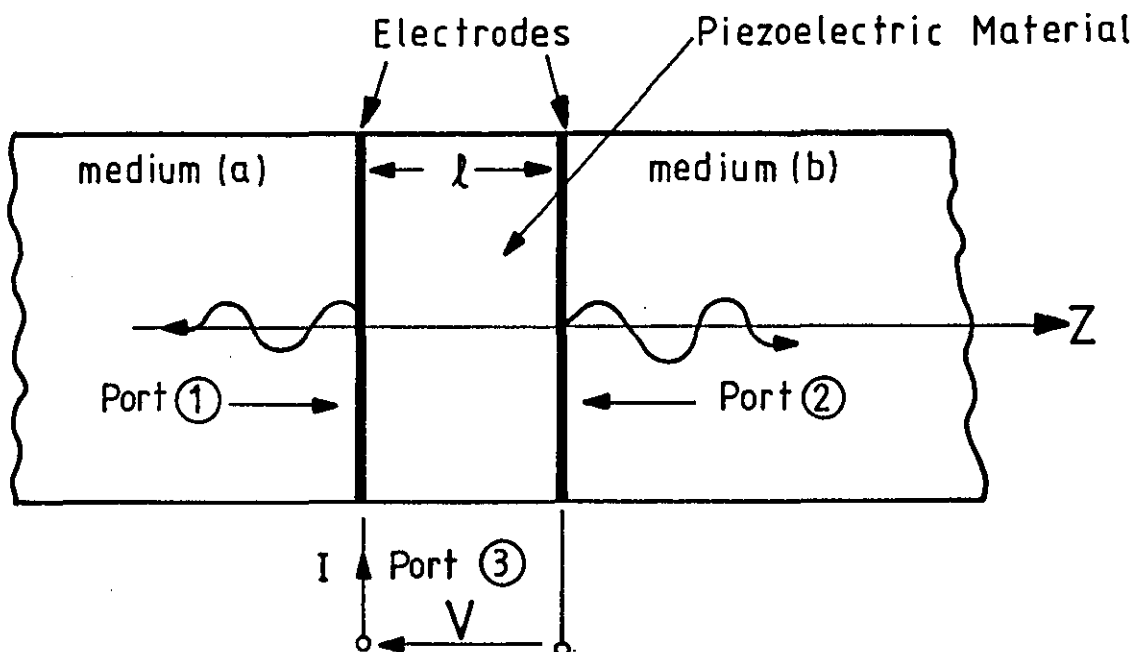 Electrodes
Piezoelectric Material
medium (a)
l
medium (b)
Z
Port ①
Port ②
I
Port ③
V